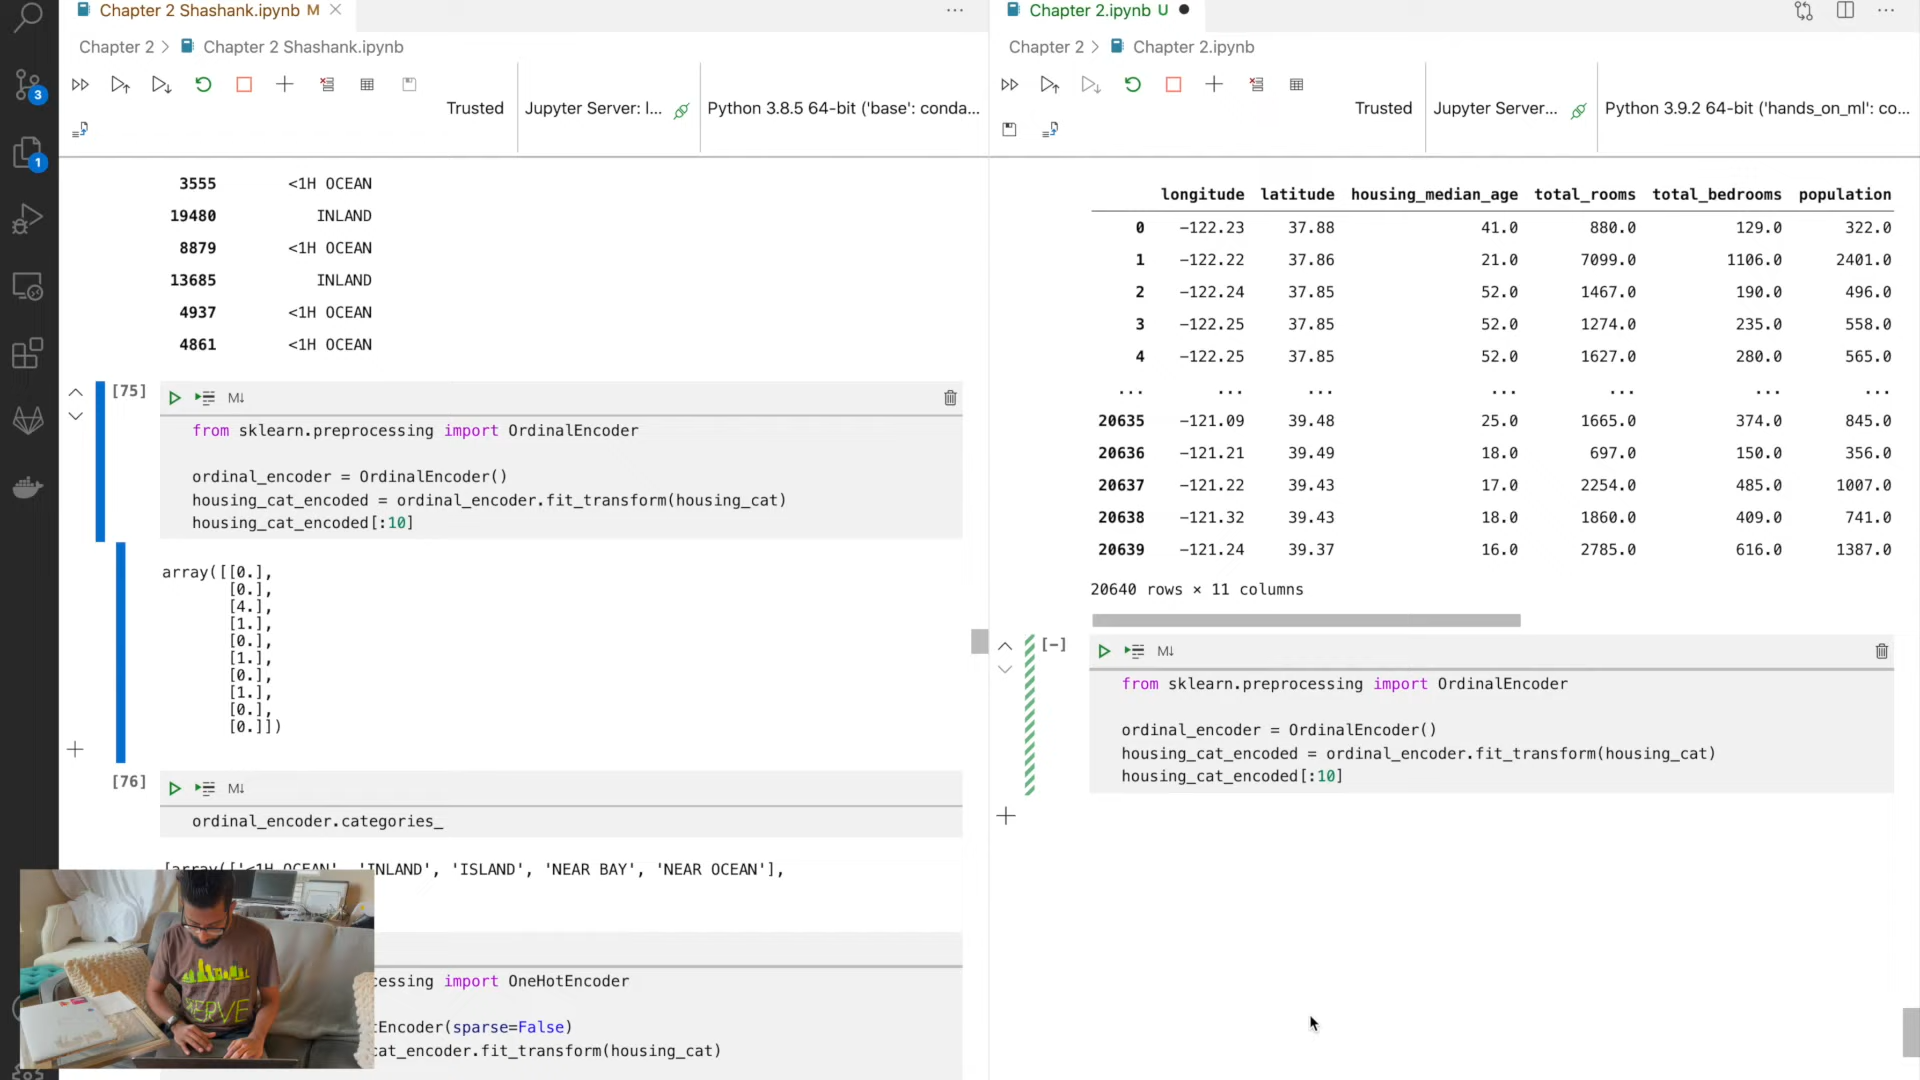 Chapter 2 Shashank.ipynb M
Chapter 2 > Chapter 2 Shashank.ipynb
Trusted
Jupyter Server: l...
Python 3.8.5 64-bit ('base': conda...
3
1
3555 <1H OCEAN
19480 INLAND
8879 <1H OCEAN
13685 INLAND
4937 <1H OCEAN
4861 <1H OCEAN
[75]
M↓
from sklearn.preprocessing import OrdinalEncoder
ordinal_encoder = OrdinalEncoder()
housing_cat_encoded = ordinal_encoder.fit_transform(housing_cat)
housing_cat_encoded[:10]
array([[0.],
[0.],
[4.],
[1.],
[0.],
[1.],
[0.],
[1.],
[0.],
[0.]])
[76]
M↓
ordinal_encoder.categories_
[array(['<1H OCEAN', 'INLAND', 'ISLAND', 'NEAR BAY', 'NEAR OCEAN'],
essing import OneHotEncoder
tEncoder(sparse=False)
cat_encoder.fit_transform(housing_cat)
SERVE
Chapter 2.ipynb U
Chapter 2 > Chapter 2.ipynb
Trusted
Jupyter Server...
Python 3.9.2 64-bit ('hands_on_ml': co...
longitude latitude housing_median_age total_rooms total_bedrooms population
0 −122.23 37.88 41.0 880.0 129.0 322.0
1 −122.22 37.86 21.0 7099.0 1106.0 2401.0
2 −122.24 37.85 52.0 1467.0 190.0 496.0
3 −122.25 37.85 52.0 1274.0 235.0 558.0
4 −122.25 37.85 52.0 1627.0 280.0 565.0
... ... ... ... ... ... ...
20635 −121.09 39.48 25.0 1665.0 374.0 845.0
20636 −121.21 39.49 18.0 697.0 150.0 356.0
20637 −121.22 39.43 17.0 2254.0 485.0 1007.0
20638 −121.32 39.43 18.0 1860.0 409.0 741.0
20639 −121.24 39.37 16.0 2785.0 616.0 1387.0
20640 rows × 11 columns
[−]
M↓
from sklearn.preprocessing import OrdinalEncoder
ordinal_encoder = OrdinalEncoder()
housing_cat_encoded = ordinal_encoder.fit_transform(housing_cat)
housing_cat_encoded[:10]